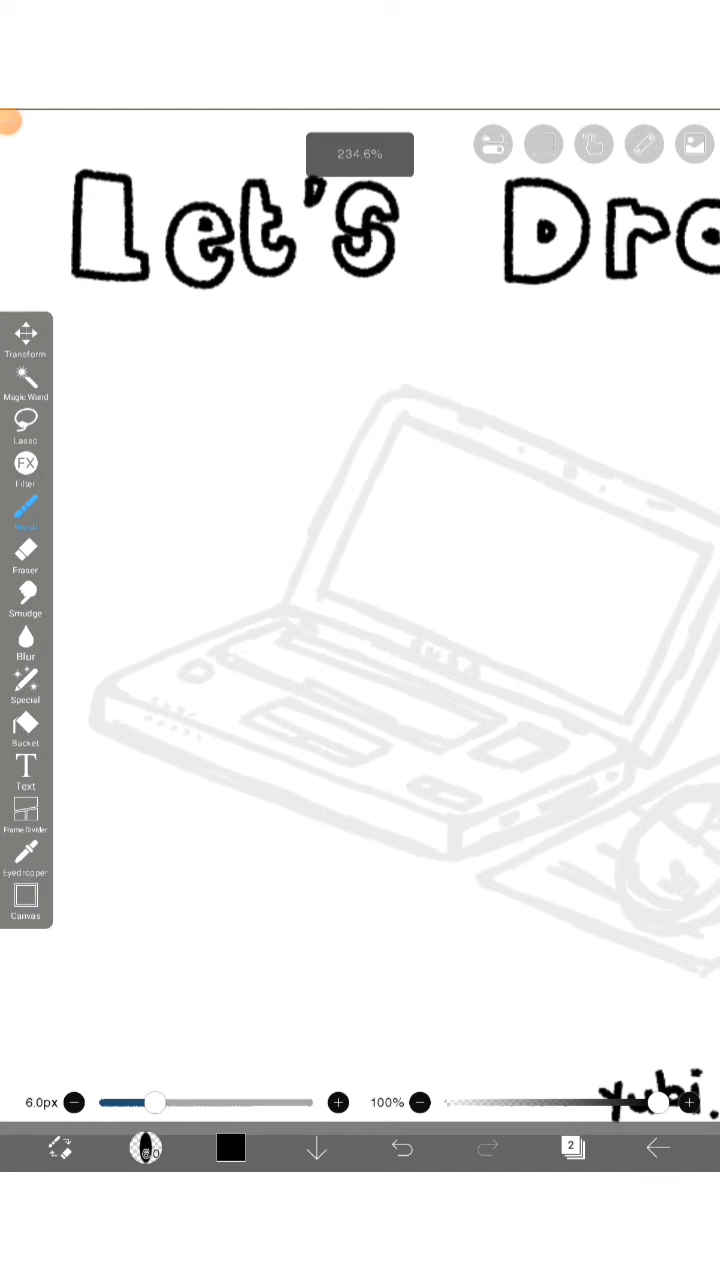 234.6%
Let's Dra
Transform
Magic Wand
Lasso
Filter
FX
Brush
Eraser
Smudge
Blur
Special
Bucket
T
Text
Frame Divider
Eyedropper
Canvas
6.0px
100%
yubi.
2